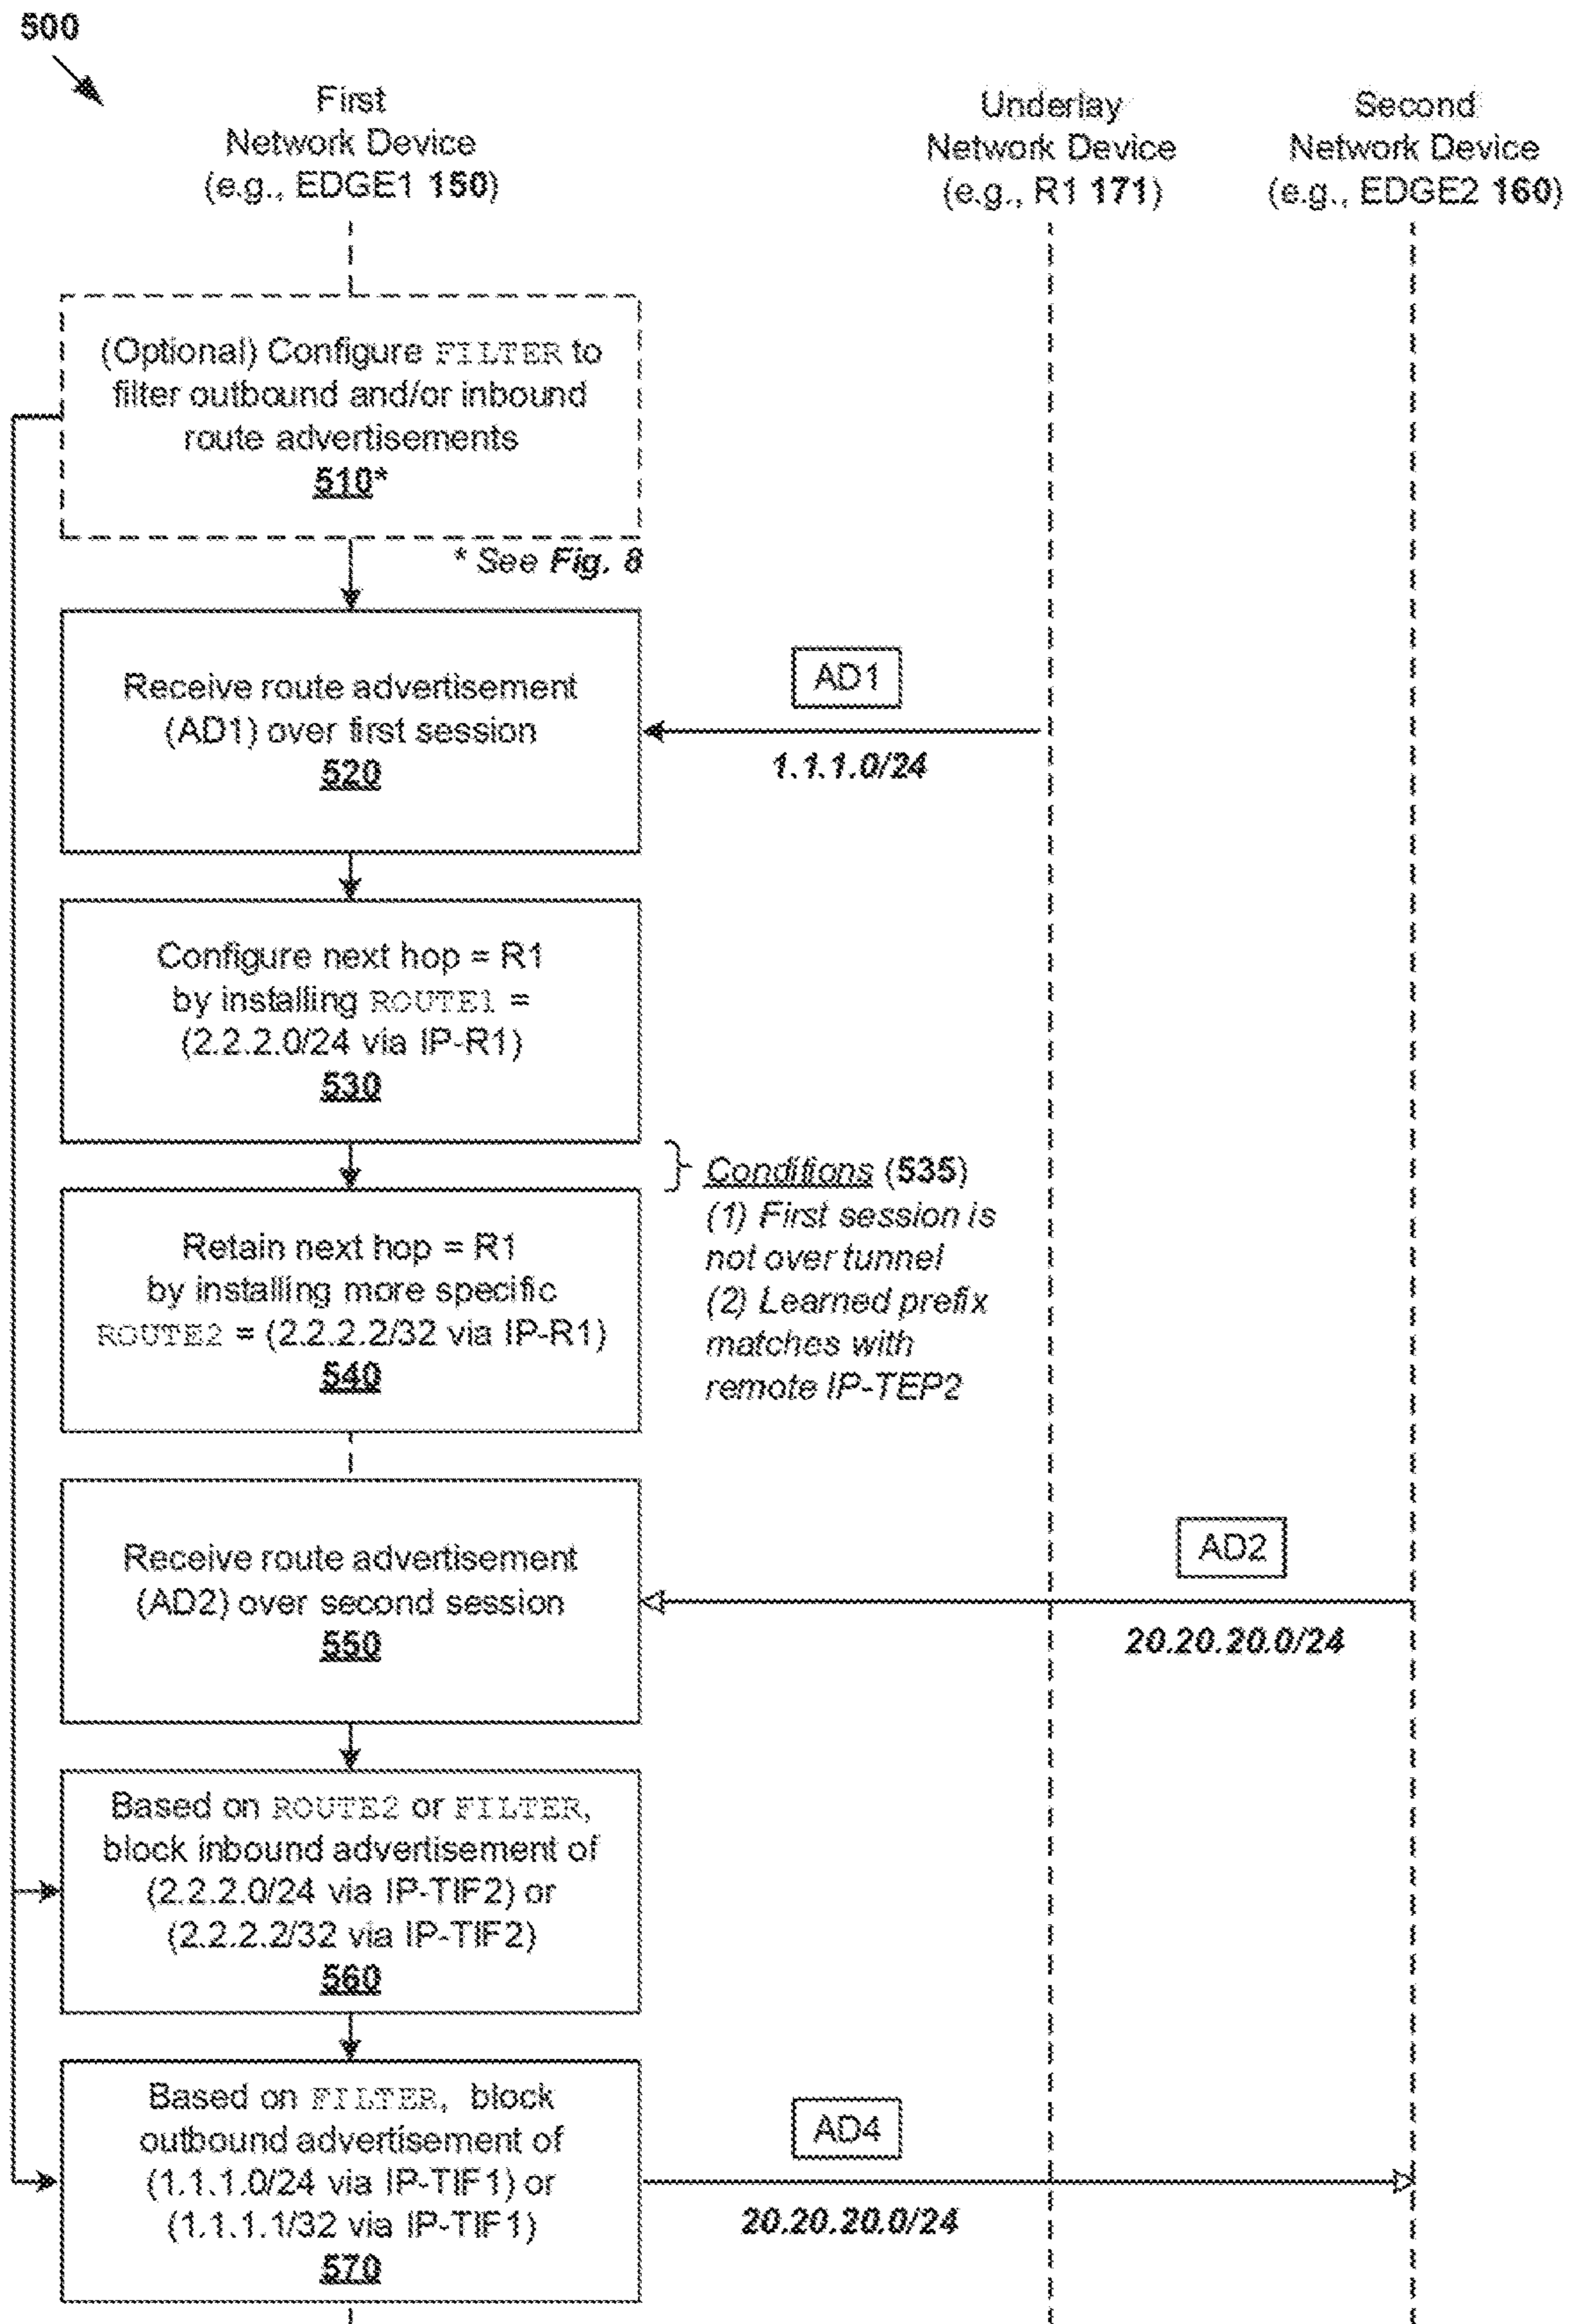 500
First
Network Device
(e.g., EDGE1 150)
Underlay
Network Device
(e.g., R1 171)
Second
Network Device
(e.g., EDGE2 160)
(Optional) Configure FILTER to
filter outbound and/or inbound
route advertisements
510*
* See Fig. 8
Receive route advertisement
(AD1) over first session
520
AD1
1.1.1.0/24
Configure next hop = R1
by installing ROUTE1 =
(2.2.2.0/24 via IP-R1)
530
Conditions (535)
(1) First session is
not over tunnel
(2) Learned prefix
matches with
remote IP-TEP2
Retain next hop = R1
by installing more specific
ROUTE2 = (2.2.2.2/32 via IP-R1)
540
Receive route advertisement
(AD2) over second session
550
AD2
20.20.20.0/24
Based on ROUTE2 or FILTER,
block inbound advertisement of
(2.2.2.0/24 via IP-TIF2) or
(2.2.2.2/32 via IP-TIF2)
560
Based on FILTER, block
outbound advertisement of
(1.1.1.0/24 via IP-TIF1) or
(1.1.1.1/32 via IP-TIF1)
570
AD4
20.20.20.0/24